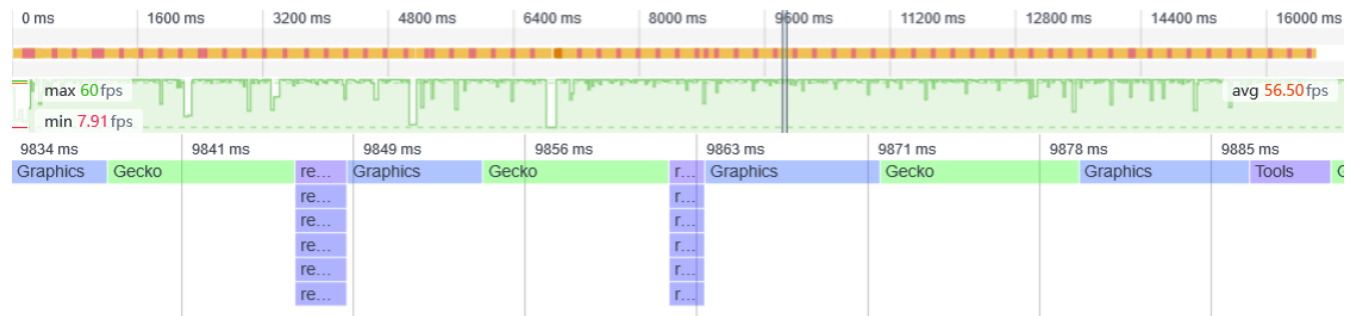 0 ms 1600 ms 3200 ms 4800 ms 6400 ms 8000 ms 9600 ms 11200 ms 12800 ms 14400 ms 16000 ms
max 60 fps avg 56.50 fps
min 7.91 fps
9834 ms 9841 ms 9849 ms 9856 ms 9863 ms 9871 ms 9878 ms 9885 ms
Graphics Gecko re... Graphics Gecko r... Graphics Gecko Graphics Tools
re... r...
re... r...
re... r...
re... r...
re... r...